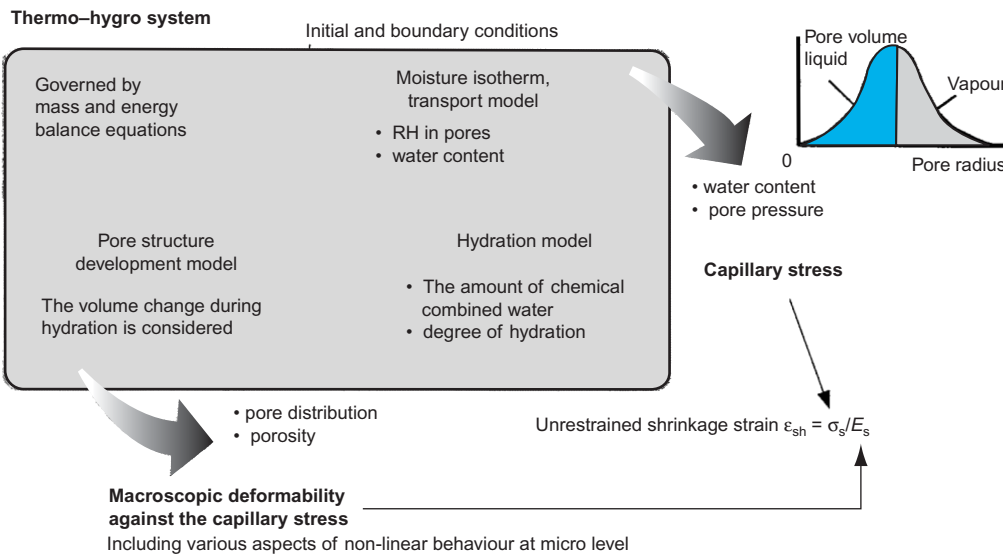 Thermo–hygro system
Initial and boundary conditions
Governed by
mass and energy
balance equations
Moisture isotherm,
transport model
• RH in pores
• water content
Pore structure
development model
The volume change during
hydration is considered
Hydration model
• The amount of chemical
combined water
• degree of hydration
Pore volume
liquid
Vapour
0
Pore radius
• water content
• pore pressure
Capillary stress
• pore distribution
• porosity
Unrestrained shrinkage strain εsh = σs/Es
Macroscopic deformability
against the capillary stress
Including various aspects of non-linear behaviour at micro level